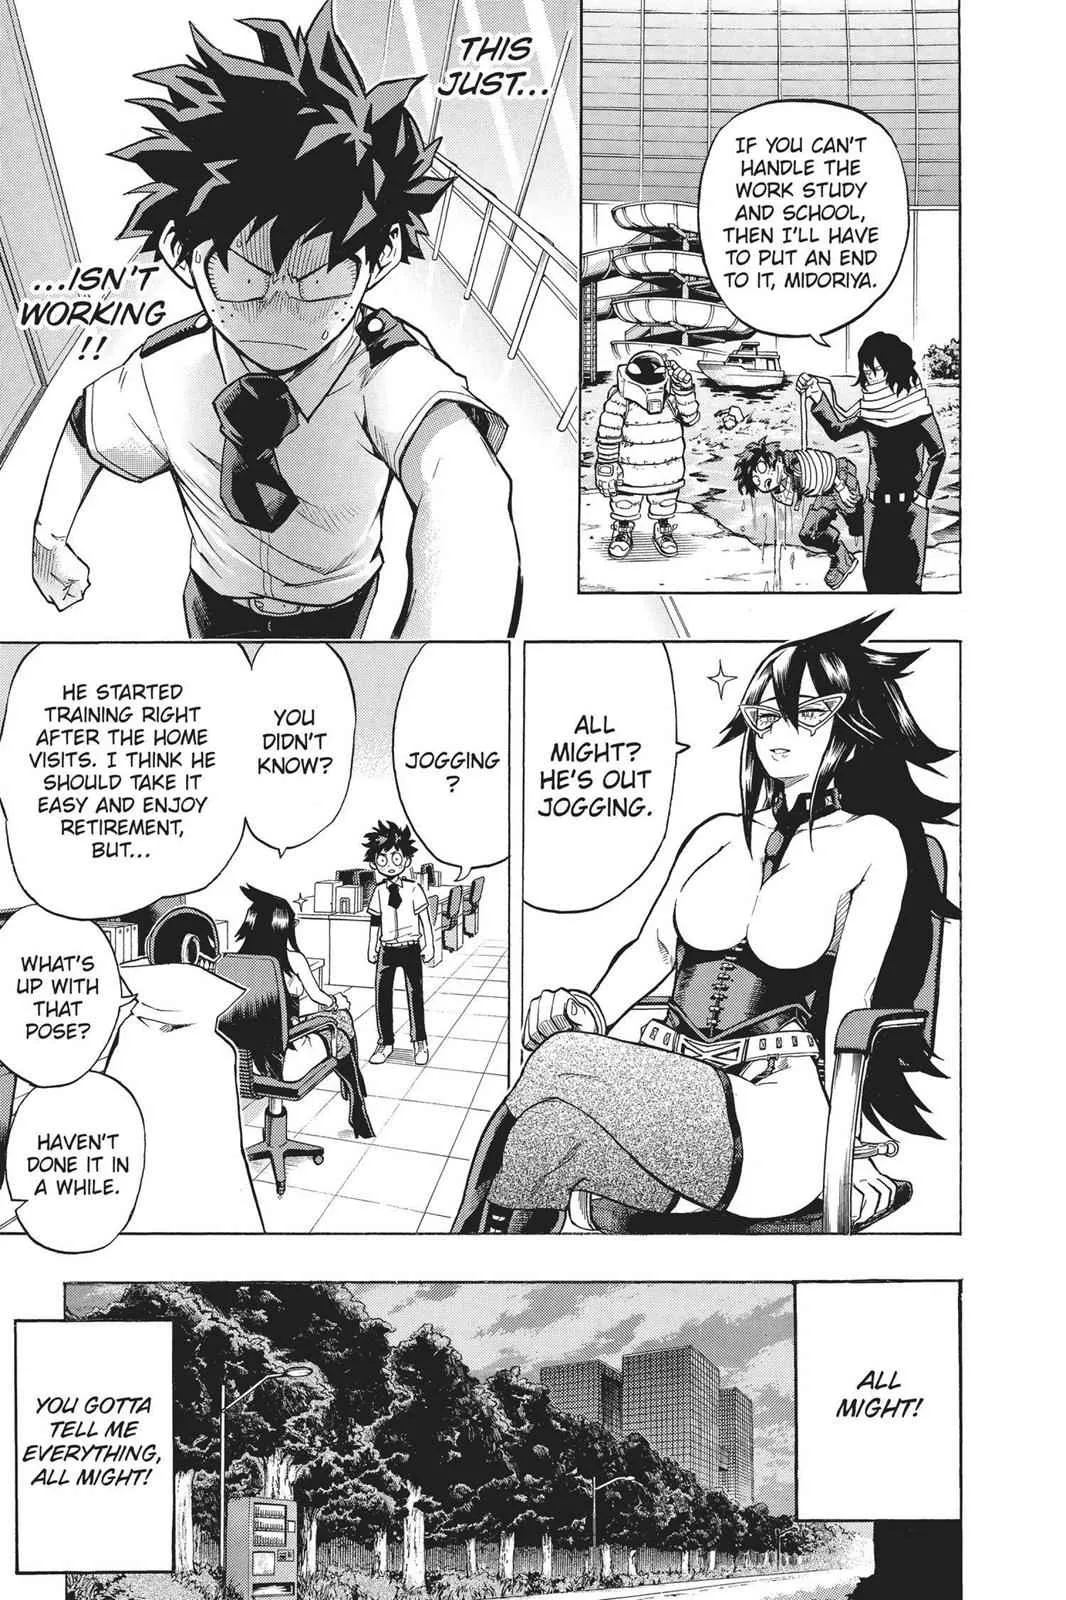 IF YOU CAN'T
HANDLE THE
WORK STUDY
AND SCHOOL,
THEN I'LL HAVE
TO PUT AN END
TO IT, MIDORIYA.
THIS
JUST...
...ISN'T
WORKING
!!
ALL
MIGHT?
HE'S OUT
JOGGING.
JOGGING
?
YOU
DIDN'T
KNOW?
HE STARTED
TRAINING RIGHT
AFTER THE HOME
VISITS. I THINK HE
SHOULD TAKE IT
EASY AND ENJOY
RETIREMENT,
BUT...
WHAT'S
UP WITH
THAT
POSE?
HAVEN'T
DONE IT IN
A WHILE.
ALL
MIGHT!
YOU GOTTA
TELL ME
EVERYTHING,
ALL MIGHT!